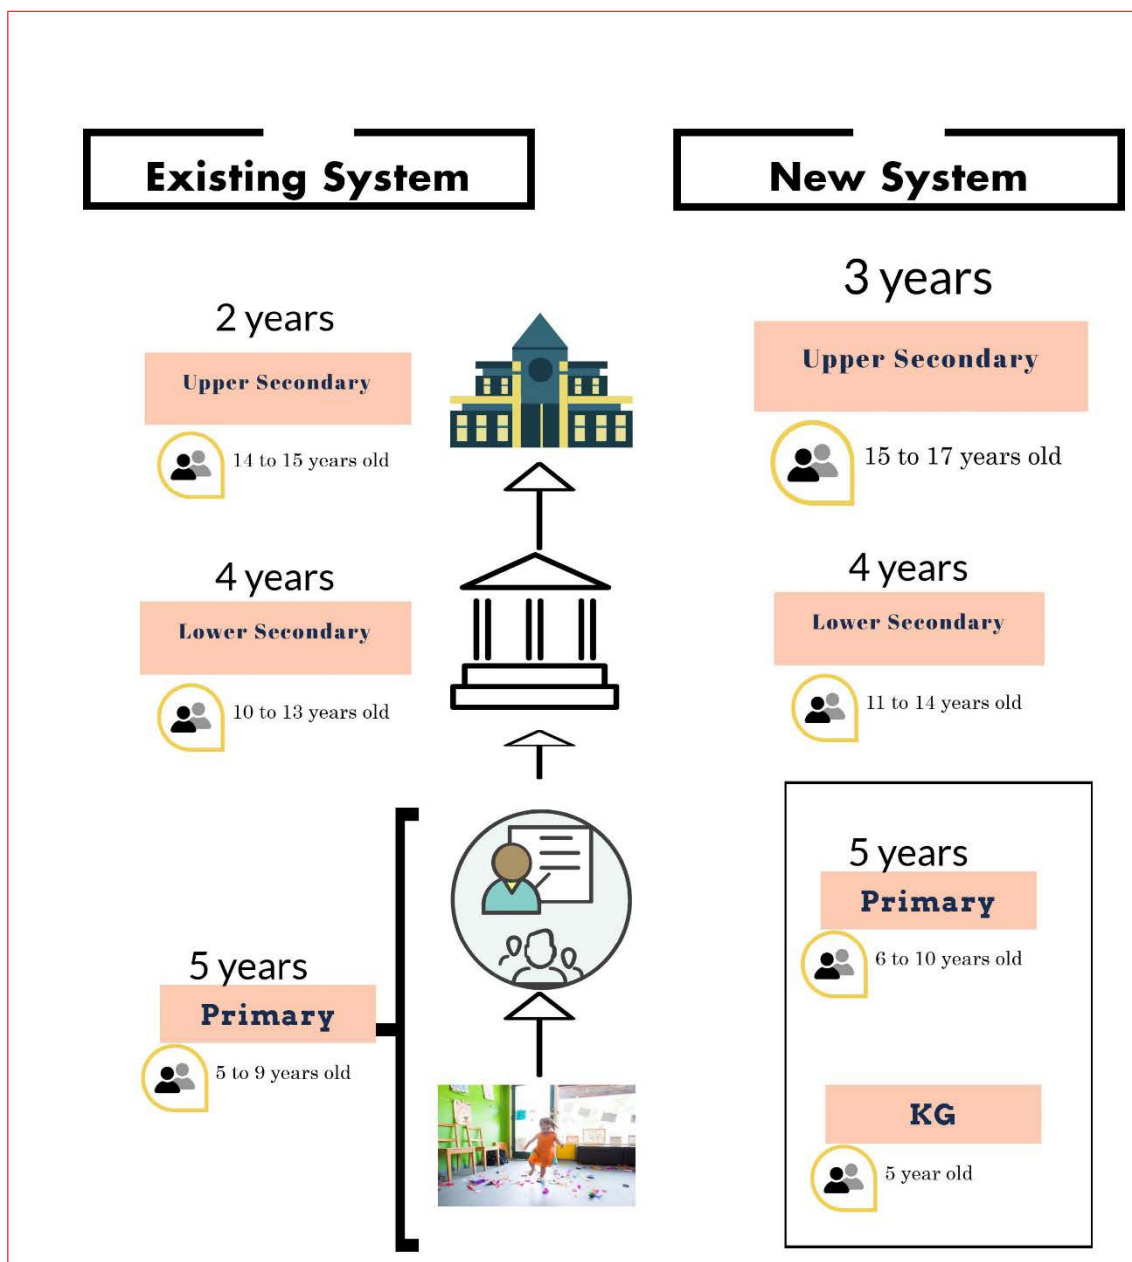 Existing System
2 years
Upper Secondary
14 to 15 years old
4 years
Lower Secondary
10 to 13 years old
5 years
Primary
5 to 9 years old
New System
3 years
Upper Secondary
15 to 17 years old
4 years
Lower Secondary
11 to 14 years old
5 years
Primary
6 to 10 years old
KG
5 year old